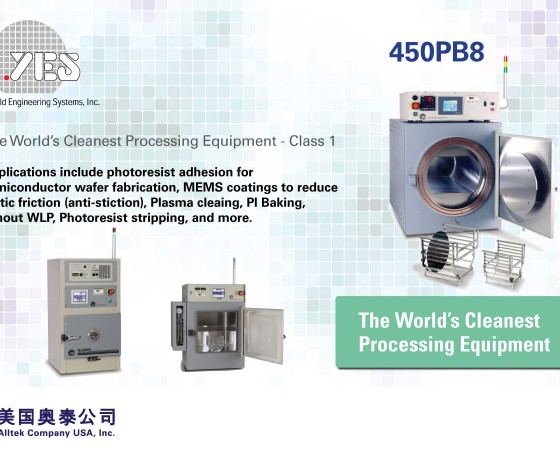 YES
ld Engineering Systems, Inc.
450PB8
e World's Cleanest Processing Equipment - Class 1
plications include photoresist adhesion for
miconductor wafer fabrication, MEMS coatings to reduce
tic friction (anti-stiction), Plasma cleaing, PI Baking,
nout WLP, Photoresist stripping, and more.
The World's Cleanest
Processing Equipment
美国奥泰公司
Alltek Company USA, Inc.